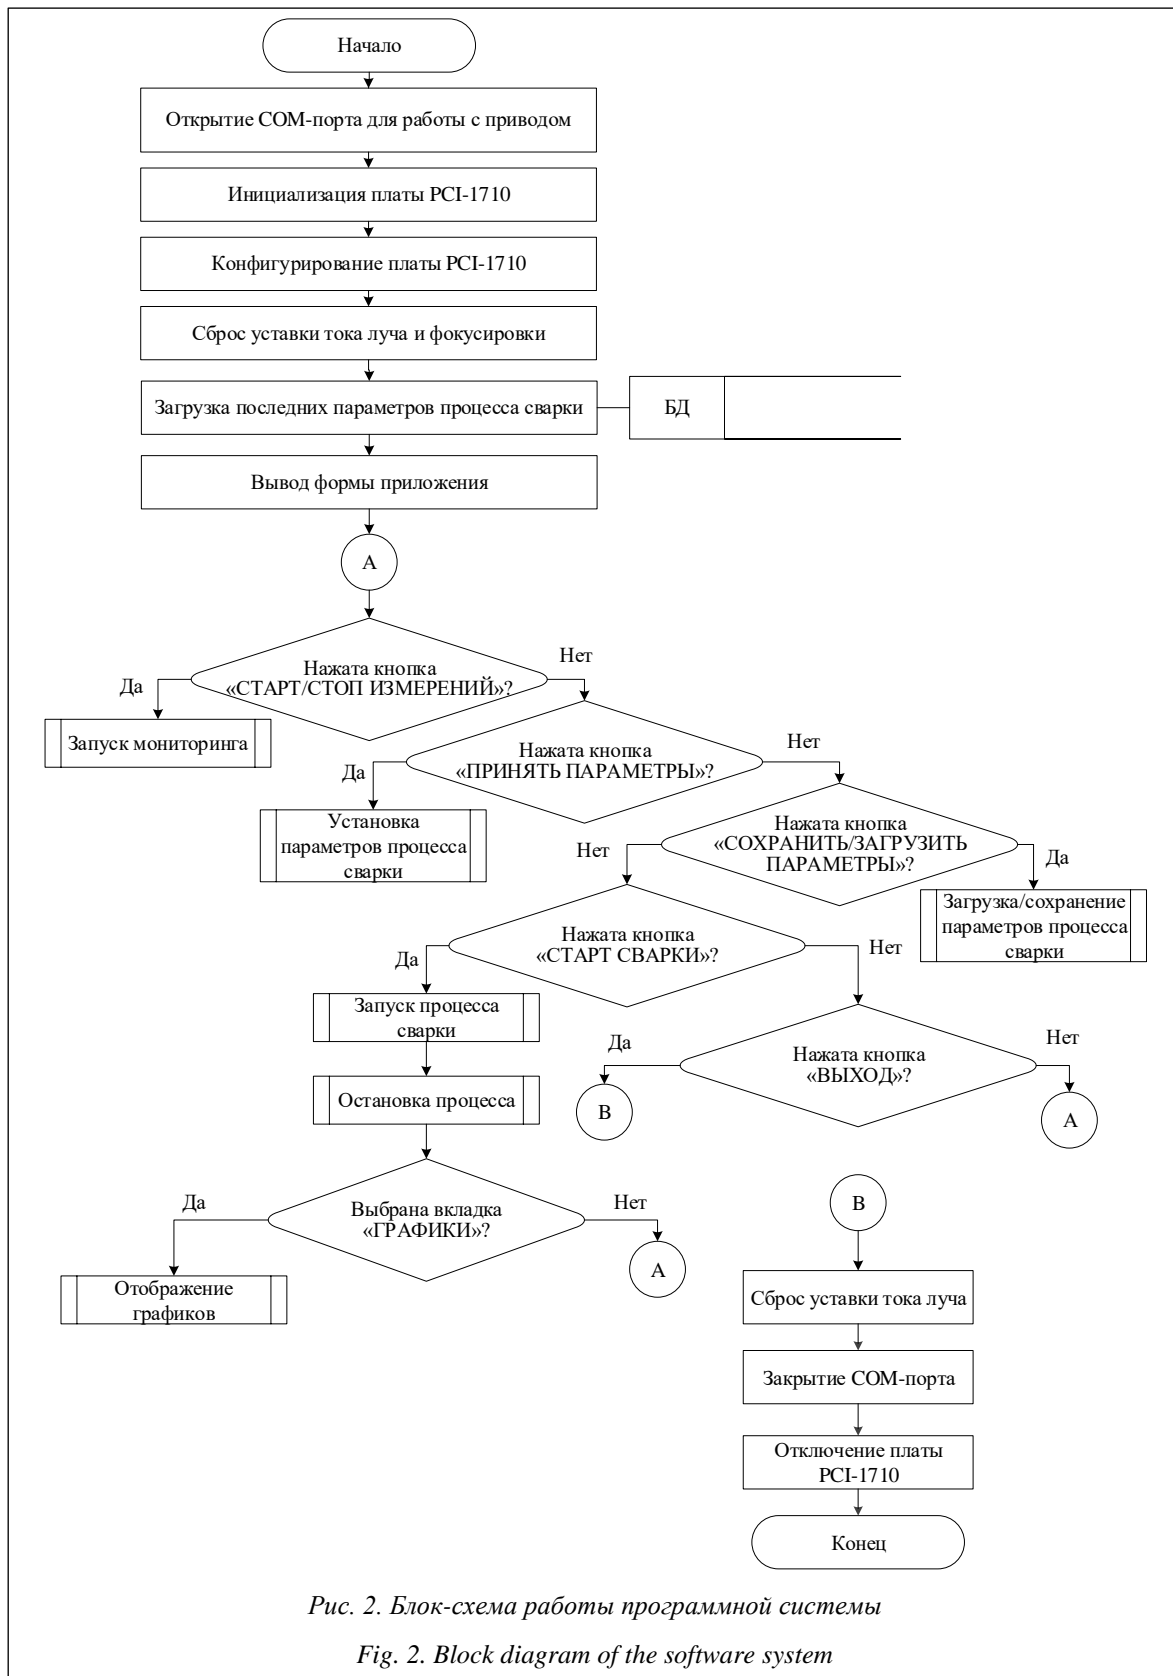 Начало
Открытие COM-порта для работы с приводом
Инициализация платы PCI-1710
Конфигурирование платы PCI-1710
Сброс уставки тока луча и фокусировки
Загрузка последних параметров процесса сварки
БД
Вывод формы приложения
А
Нажата кнопка
«СТАРТ/СТОП ИЗМЕРЕНИЙ»?
Да
Нет
Запуск мониторинга
Нажата кнопка
«ПРИНЯТЬ ПАРАМЕТРЫ»?
Да
Нет
Установка
параметров процесса
сварки
Нажата кнопка
«СОХРАНИТЬ/ЗАГРУЗИТЬ
ПАРАМЕТРЫ»?
Нет
Да
Загрузка/сохранение
параметров процесса
сварки
Нажата кнопка
«СТАРТ СВАРКИ»?
Да
Нет
Запуск процесса
сварки
Нажата кнопка
«ВЫХОД»?
Да
Нет
В
А
Остановка процесса
Выбрана вкладка
«ГРАФИКИ»?
Да
Нет
А
Отображение
графиков
В
Сброс уставки тока луча
Закрытие COM-порта
Отключение платы
PCI-1710
Конец
Рис. 2. Блок-схема работы программной системы
Fig. 2. Block diagram of the software system